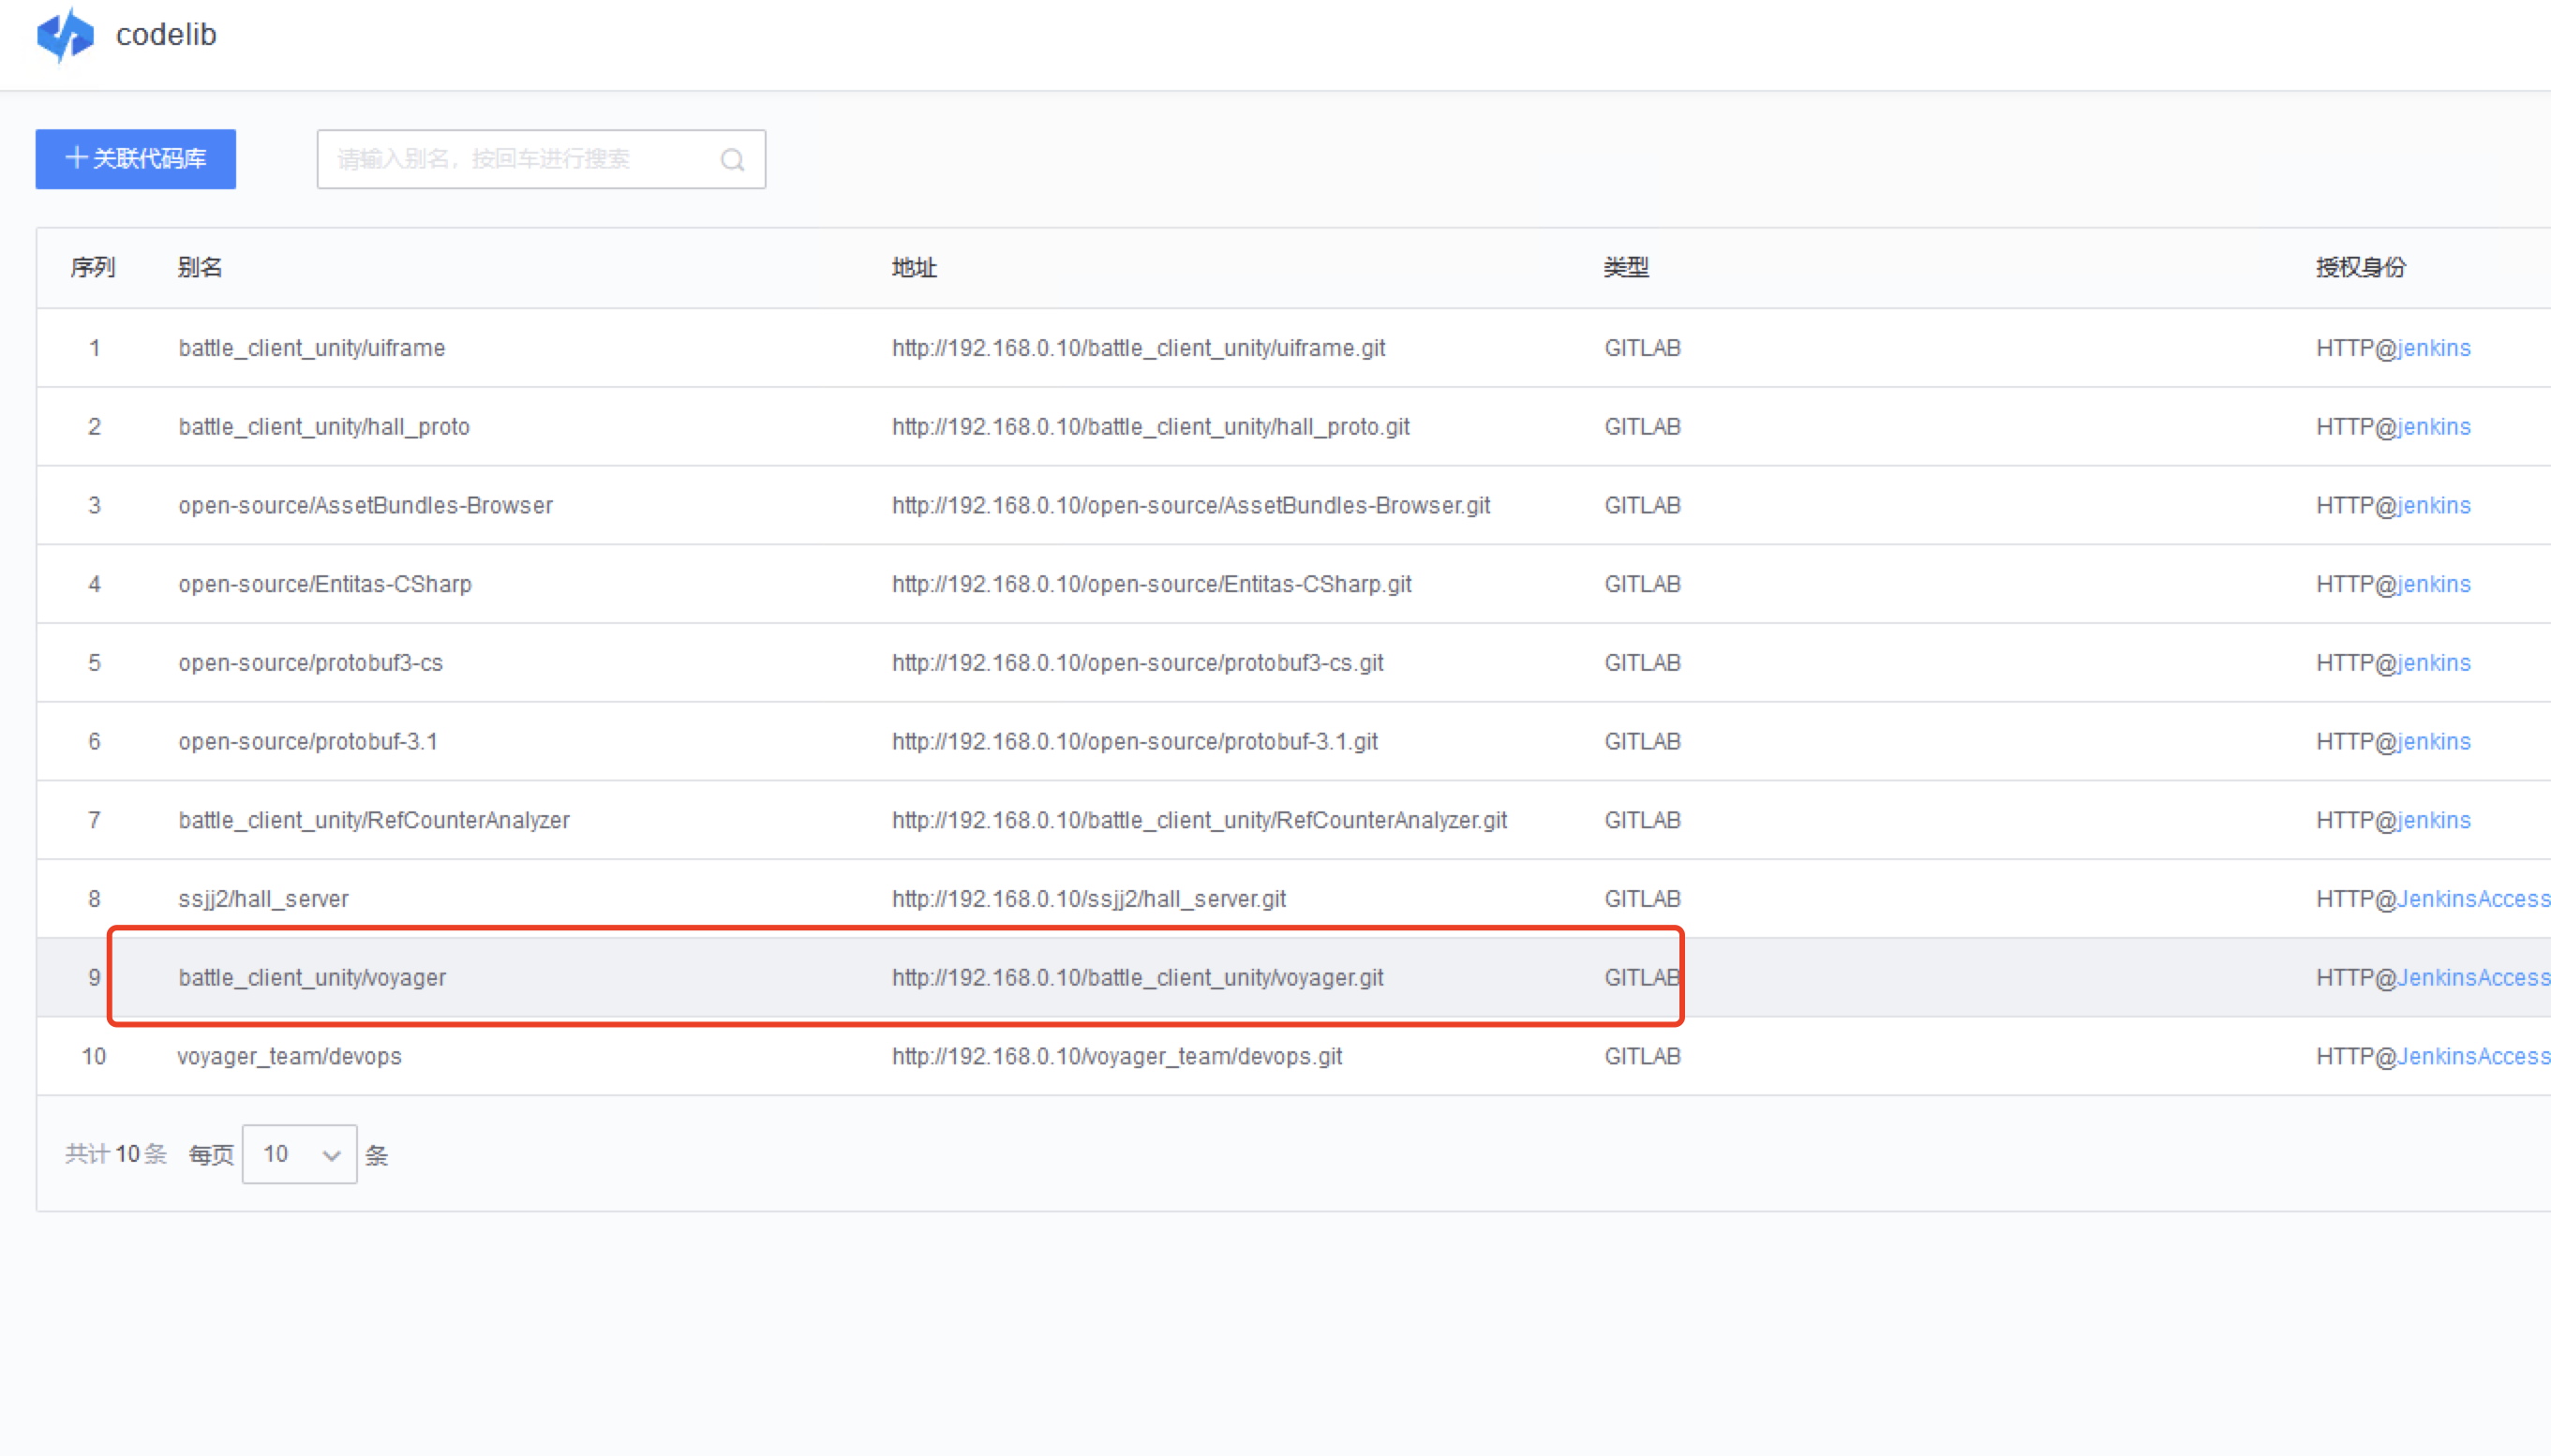 codelib
关联代码库 请输入别名，按回车进行搜索
序列 别名 地址 类型 授权身份
1 battle_client_unity/uiframe http://192.168.0.10/battle_client_unity/uiframe.git GITLAB HTTP@jenkins
2 battle_client_unity/hall_proto http://192.168.0.10/battle_client_unity/hall_proto.git GITLAB HTTP@jenkins
3 open-source/AssetBundles-Browser http://192.168.0.10/open-source/AssetBundles-Browser.git GITLAB HTTP@jenkins
4 open-source/Entitas-CSharp http://192.168.0.10/open-source/Entitas-CSharp.git GITLAB HTTP@jenkins
5 open-source/protobuf3-cs http://192.168.0.10/open-source/protobuf3-cs.git GITLAB HTTP@jenkins
6 open-source/protobuf-3.1 http://192.168.0.10/open-source/protobuf-3.1.git GITLAB HTTP@jenkins
7 battle_client_unity/RefCounterAnalyzer http://192.168.0.10/battle_client_unity/RefCounterAnalyzer.git GITLAB HTTP@jenkins
8 ssjj2/hall_server http://192.168.0.10/ssjj2/hall_server.git GITLAB HTTP@JenkinsAccess
9 battle_client_unity/voyager http://192.168.0.10/battle_client_unity/voyager.git GITLAB HTTP@JenkinsAccess
10 voyager_team/devops http://192.168.0.10/voyager_team/devops.git GITLAB HTTP@JenkinsAccess
共计 10 条 每页 10 条